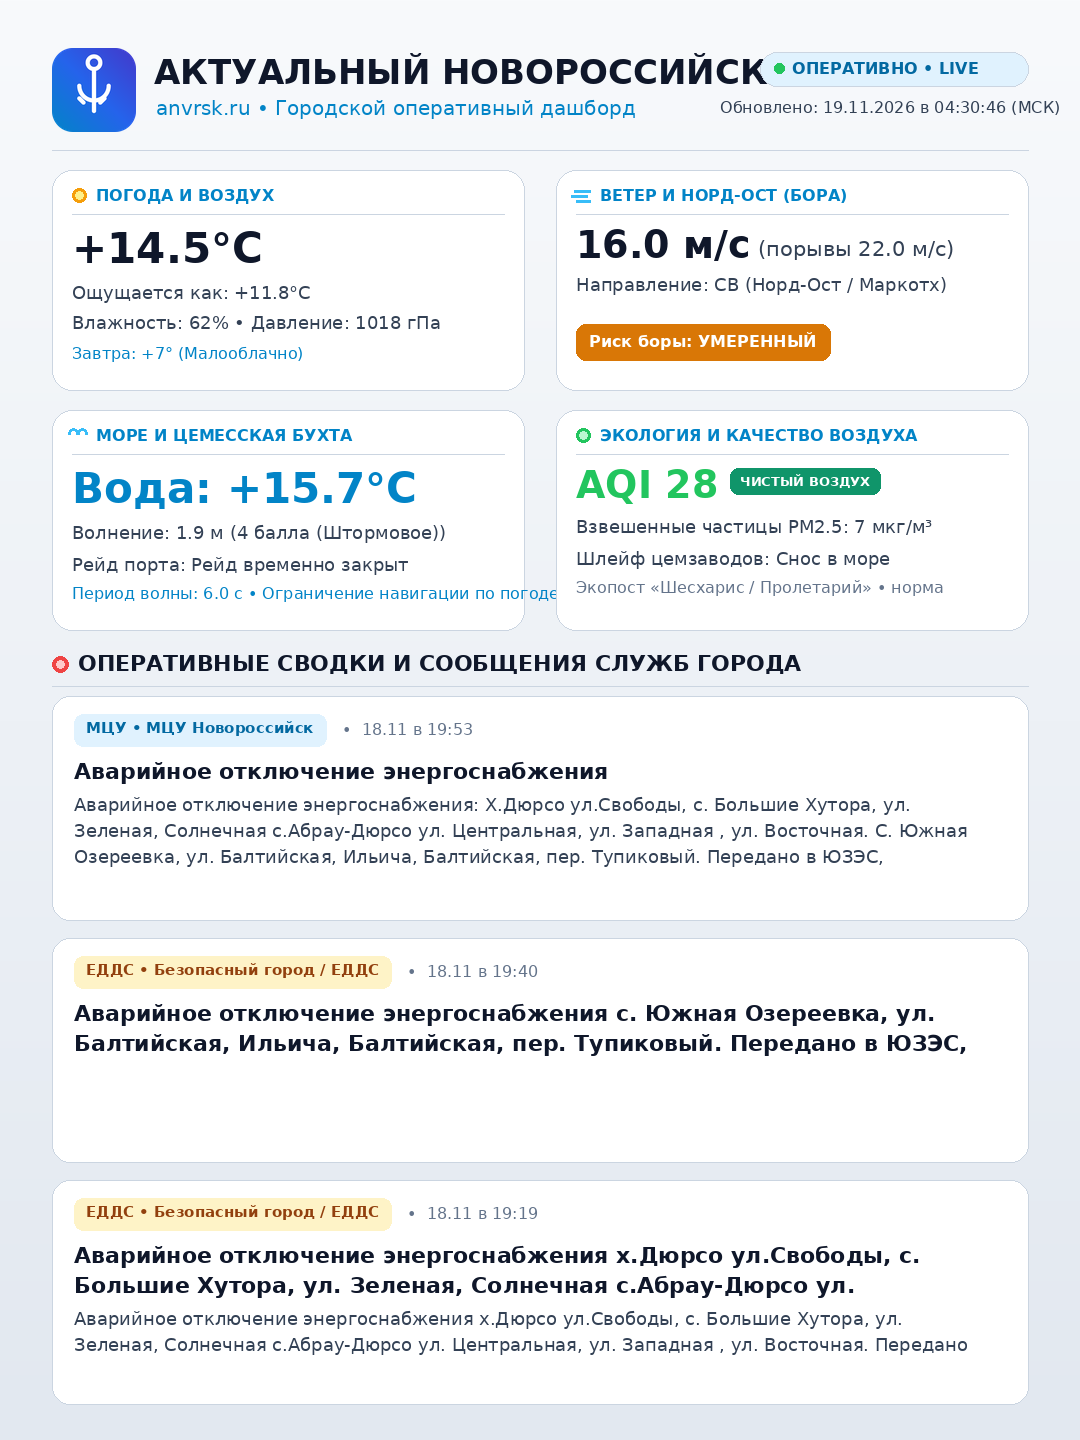 АКТУАЛЬНЫЙ НОВОРОССИЙСК
ОПЕРАТИВНО • LIVE
anvrsk.ru • Городской оперативный дашборд
Обновлено: 19.11.2026 в 04:30:46 (МСК)
ПОГОДА И ВОЗДУХ
+14.5°C
Ощущается как: +11.8°C
Влажность: 62% • Давление: 1018 гПа
Завтра: +7° (Малооблачно)
ВЕТЕР И НОРД-ОСТ (БОРА)
16.0 м/с (порывы 22.0 м/с)
Направление: СВ (Норд-Ост / Маркотх)
Риск боры: УМЕРЕННЫЙ
МОРЕ И ЦЕМЕССКАЯ БУХТА
Вода: +15.7°C
Волнение: 1.9 м (4 балла (Штормовое))
Рейд порта: Рейд временно закрыт
Период волны: 6.0 с • Ограничение навигации по погоде
ЭКОЛОГИЯ И КАЧЕСТВО ВОЗДУХА
AQI 28 ЧИСТЫЙ ВОЗДУХ
Взвешенные частицы PM2.5: 7 мкг/м³
Шлейф цемзаводов: Снос в море
Экопост «Шесхарис / Пролетарий» • норма
ОПЕРАТИВНЫЕ СВОДКИ И СООБЩЕНИЯ СЛУЖБ ГОРОДА
МЦУ • МЦУ Новороссийск • 18.11 в 19:53
Аварийное отключение энергоснабжения
Аварийное отключение энергоснабжения: Х.Дюрсо ул.Свободы, с. Большие Хутора, ул.
Зеленая, Солнечная с.Абрау-Дюрсо ул. Центральная, ул. Западная , ул. Восточная. С. Южная
Озереевка, ул. Балтийская, Ильича, Балтийская, пер. Тупиковый. Передано в ЮЗЭС,
ЕДДС • Безопасный город / ЕДДС • 18.11 в 19:40
Аварийное отключение энергоснабжения с. Южная Озереевка, ул.
Балтийская, Ильича, Балтийская, пер. Тупиковый. Передано в ЮЗЭС,
ЕДДС • Безопасный город / ЕДДС • 18.11 в 19:19
Аварийное отключение энергоснабжения х.Дюрсо ул.Свободы, с.
Большие Хутора, ул. Зеленая, Солнечная с.Абрау-Дюрсо ул.
Аварийное отключение энергоснабжения х.Дюрсо ул.Свободы, с. Большие Хутора, ул.
Зеленая, Солнечная с.Абрау-Дюрсо ул. Центральная, ул. Западная , ул. Восточная. Передано